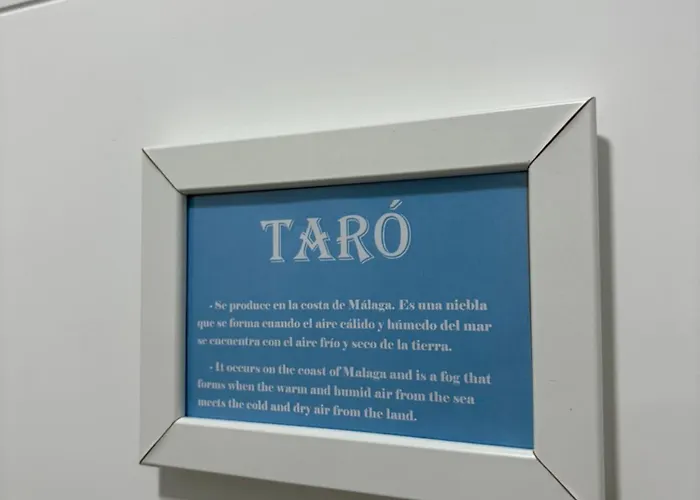 TARÓ
- Se produce en la costa de Málaga. Es una niebla
que se forma cuando el aire cálido y húmedo del mar
se encuentra con el aire frío y seco de la tierra.
- It occurs on the coast of Malaga and is a fog that
forms when the warm and humid air from the sea
meets the cold and dry air from the land.